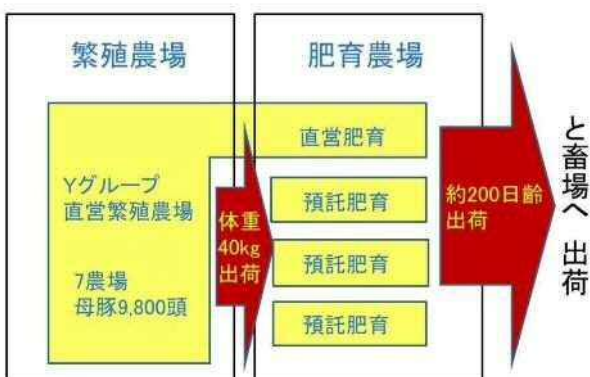 繁殖農場
肥育農場
直営肥育
Yグループ
直営繁殖農場
7農場
母豚9,800頭
体重
40kg
出荷
預託肥育
預託肥育
預託肥育
約200日齢
出荷
と畜場へ 出荷